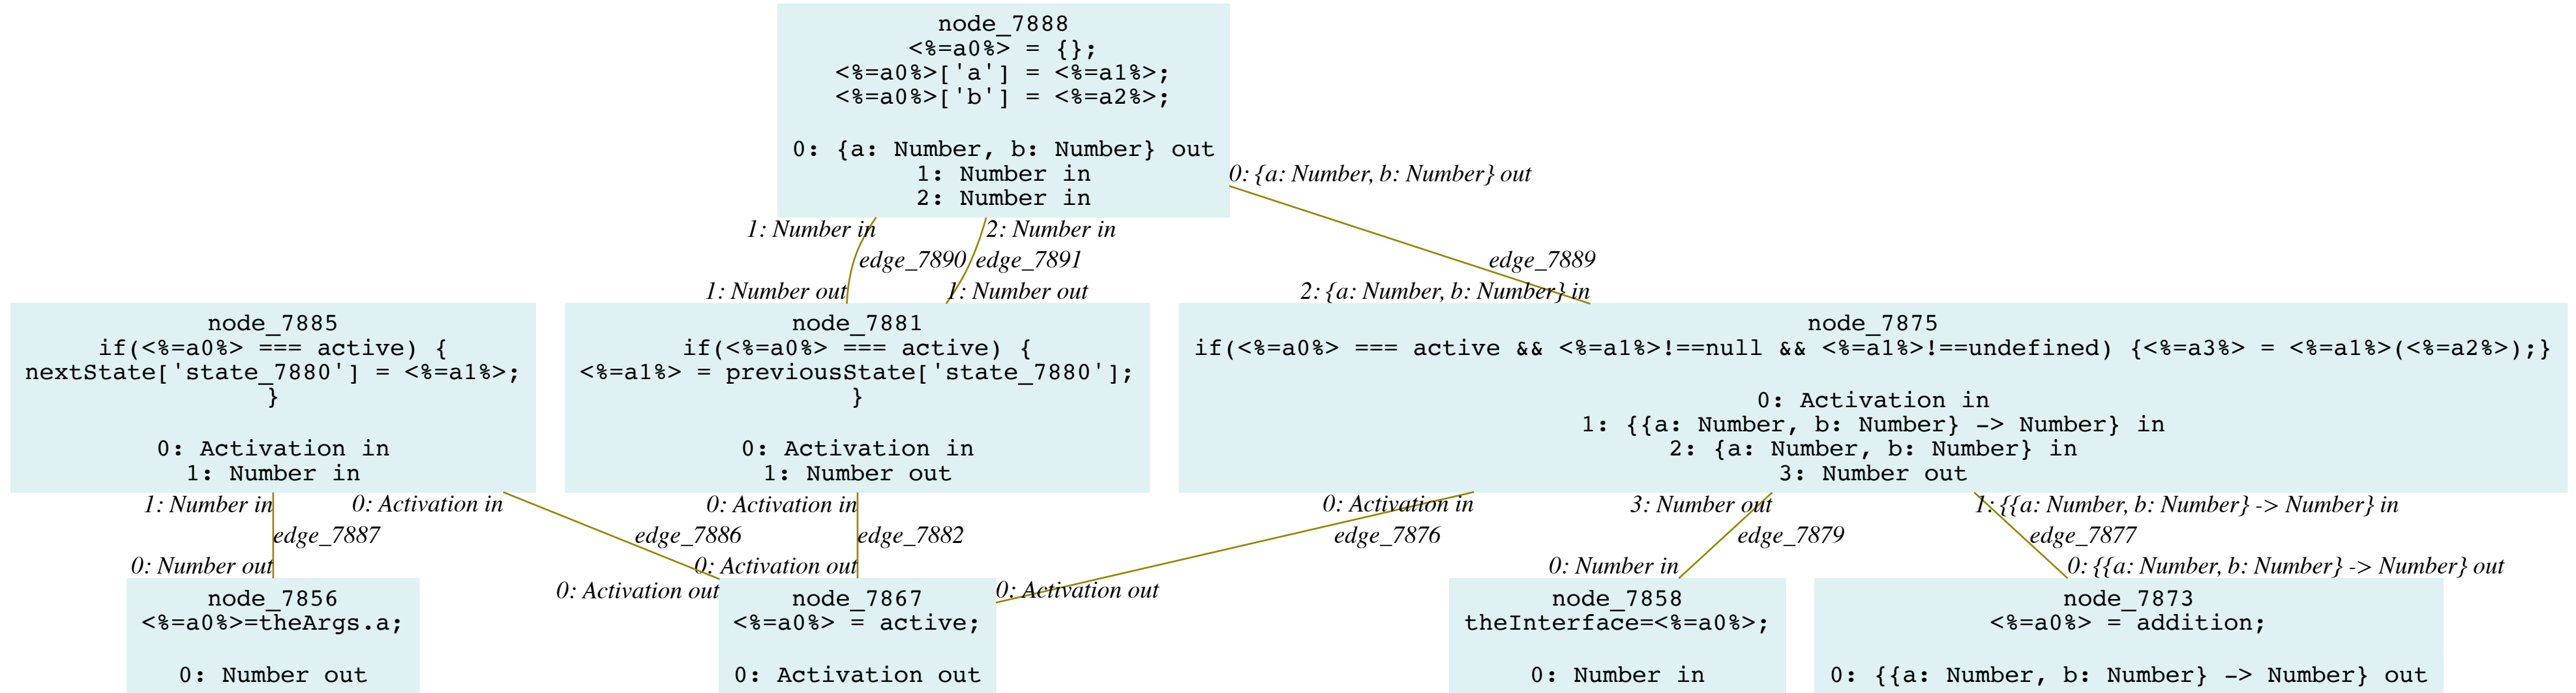 node_7888
<%=a0%> = {};
<%=a0%>['a'] = <%=a1%>;
<%=a0%>['b'] = <%=a2%>;
0: {a: Number, b: Number} out
1: Number in
2: Number in
0: {a: Number, b: Number} out
1: Number in
2: Number in
edge_7890
edge_7891
edge_7889
1: Number out
1: Number out
2: {a: Number, b: Number} in
node_7885
if(<%=a0%> === active) {
nextState['state_7880'] = <%=a1%>;
}
0: Activation in
1: Number in
node_7881
if(<%=a0%> === active) {
<%=a1%> = previousState['state_7880'];
}
0: Activation in
1: Number out
node_7875
if(<%=a0%> === active && <%=a1%>!==null && <%=a1%>!==undefined) {<%=a3%> = <%=a1%>(<%=a2%>);}
0: Activation in
1: {{a: Number, b: Number} -> Number} in
2: {a: Number, b: Number} in
3: Number out
1: Number in
0: Activation in
0: Activation in
0: Activation in
3: Number out
1: {{a: Number, b: Number} -> Number} in
edge_7887
edge_7886
edge_7882
edge_7876
edge_7879
edge_7877
0: Number out
0: Activation out
0: Activation out
0: Activation out
0: Number in
0: {{a: Number, b: Number} -> Number} out
node_7856
<%=a0%>=theArgs.a;
0: Number out
node_7867
<%=a0%> = active;
0: Activation out
node_7858
theInterface=<%=a0%>;
0: Number in
node_7873
<%=a0%> = addition;
0: {{a: Number, b: Number} -> Number} out